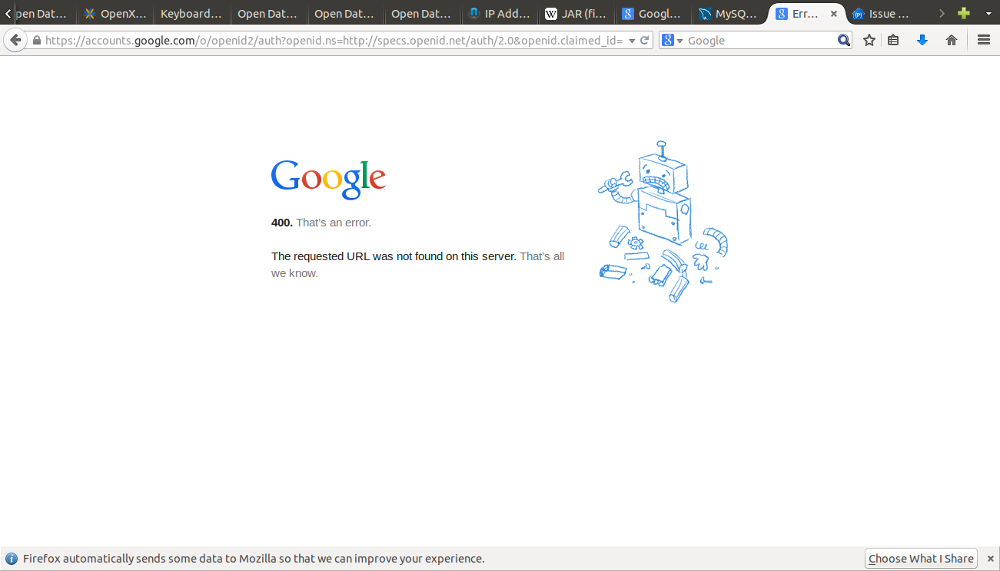 pen Dat...
OpenX...
Keyboard...
Open Dat...
Open Dat...
Open Dat...
IP Add...
W JAR (fi...
8 Googl...
MySQ...
8 Err...
Issue ...
https://accounts.google.com/o/openid2/auth?openid.ns=http://specs.openid.net/auth/2.0&openid.claimed_id=
8 Google
Google
400. That's an error.
The requested URL was not found on this server. That's all
we know.
Firefox automatically sends some data to Mozilla so that we can improve your experience.
Choose What I Share